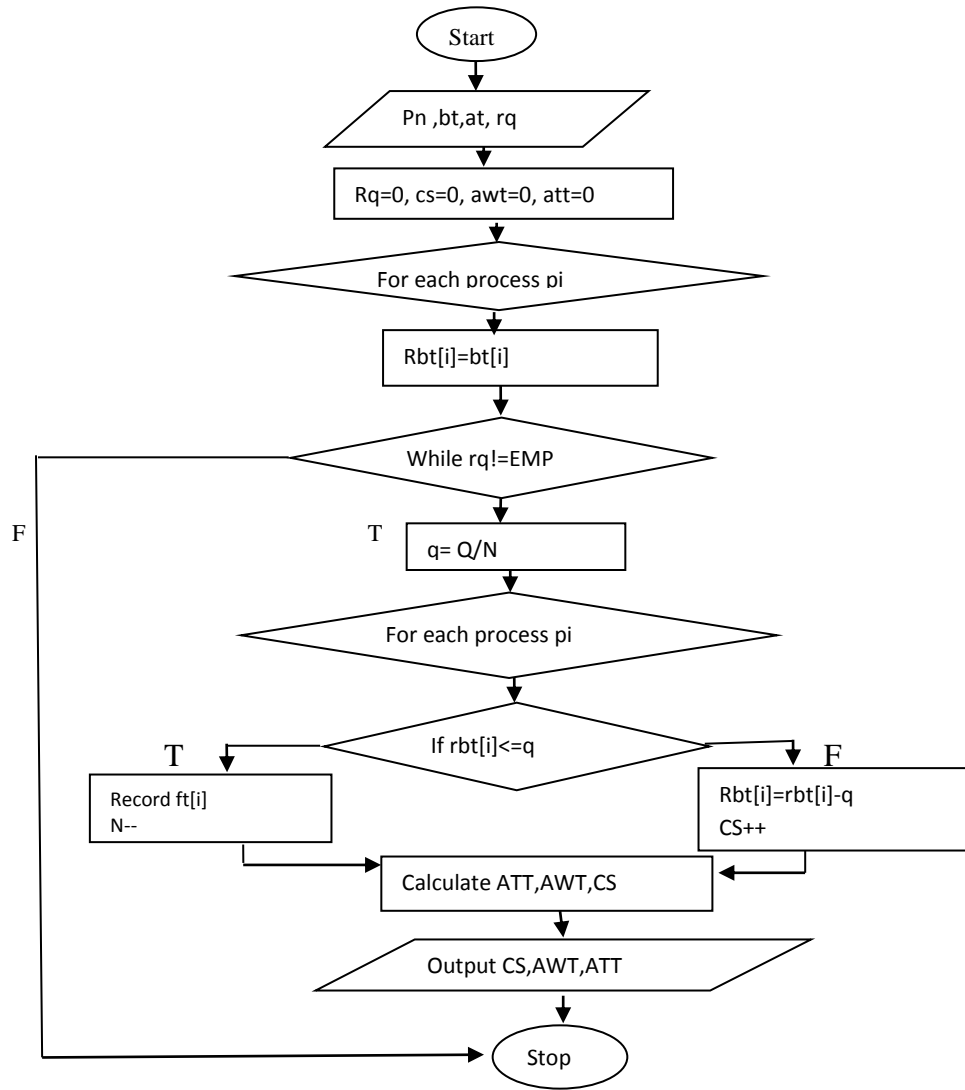 Start
Pn ,bt,at, rq
Rq=0, cs=0, awt=0, att=0
For each process pi
Rbt[i]=bt[i]
While rq!=EMP
F
T
q= Q/N
For each process pi
If rbt[i]<=q
T
F
Record ft[i]
N--
Rbt[i]=rbt[i]-q
CS++
Calculate ATT,AWT,CS
Output CS,AWT,ATT
Stop